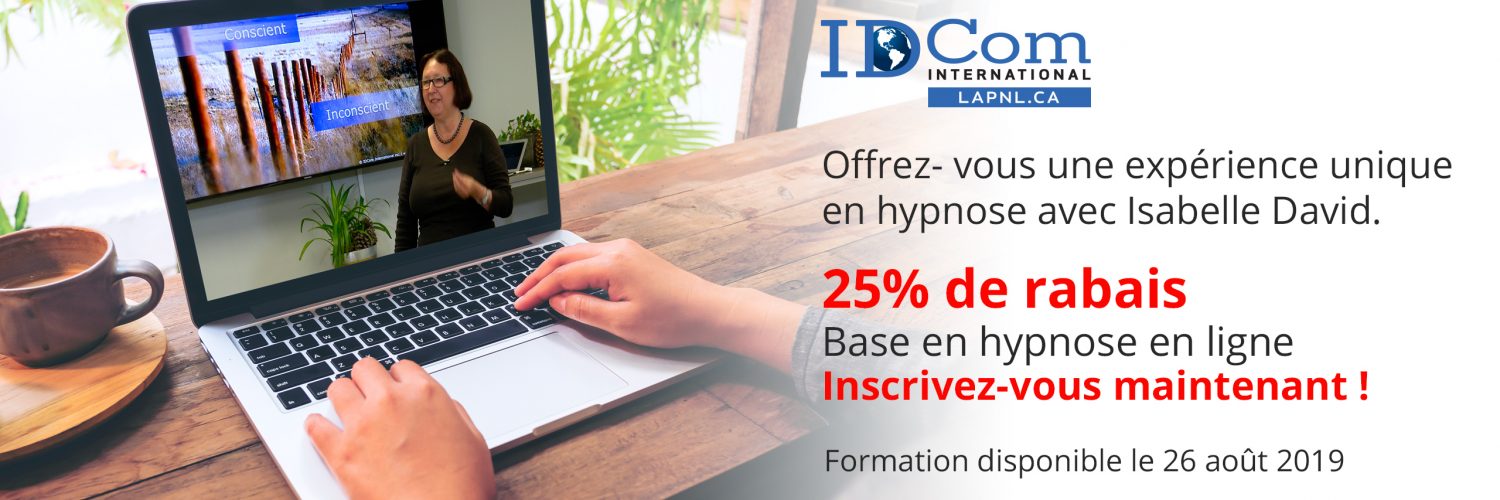 Conscient
Inconscient
IDCom
INTERNATIONAL
LAPNL.CA
Offrez- vous une expérience unique
en hypnose avec Isabelle David.
25% de rabais
Base en hypnose en ligne
Inscrivez-vous maintenant !
Formation disponible le 26 août 2019